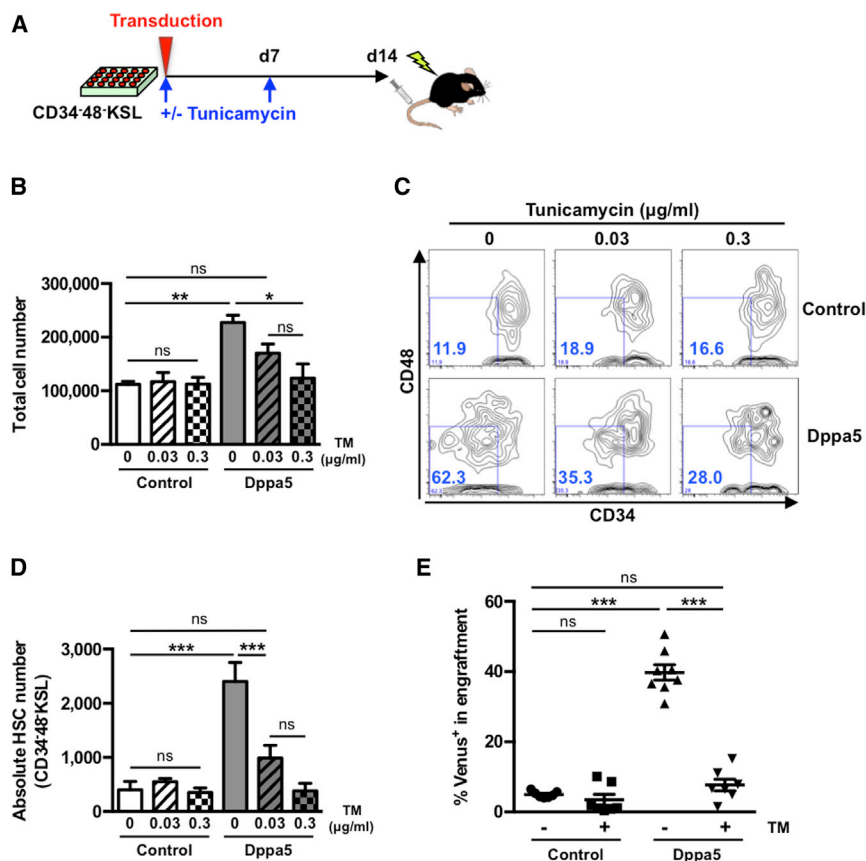 A
Transduction
d7
d14
CD34-48-KSL
+/- Tunicamycin
B
ns
**
*
ns
ns
300,000
200,000
100,000
0
Total cell number
0 0.03 0.3 0 0.03 0.3
TM
(µg/ml)
Control Dppa5
C
Tunicamycin (µg/ml)
0 0.03 0.3
11.9 18.9 16.6
Control
62.3 35.3 28.0
Dppa5
CD48
CD34
D
ns
***
***
ns
ns
3,000
2,000
1,000
0
Absolute HSC number
(CD34-48-KSL)
0 0.03 0.3 0 0.03 0.3
TM
(µg/ml)
Control Dppa5
E
ns
***
***
ns
60
40
20
0
% Venus+ in engraftment
- + - + TM
Control Dppa5